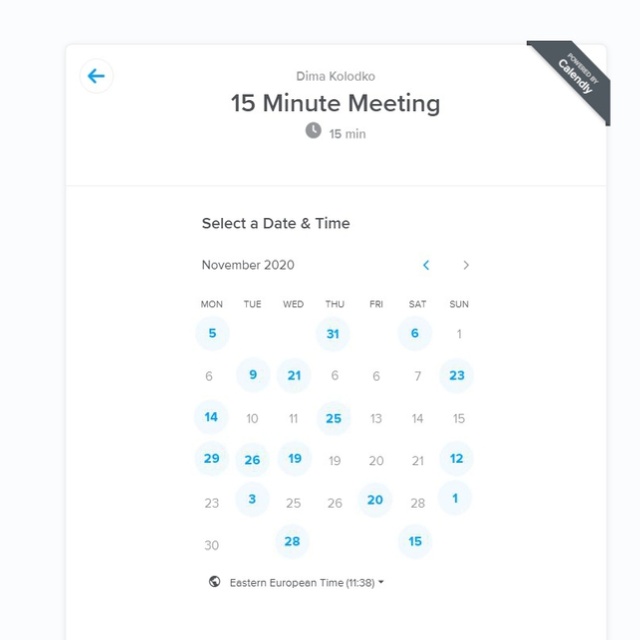 POWERED BY
Calendly
Dima Kolodko
15 Minute Meeting
15 min
Select a Date & Time
November 2020
MON TUE WED THU FRI SAT SUN
5 31 6 1
6 9 21 6 6 7 23
14 10 11 25 13 14 15
29 26 19 19 20 21 12
23 3 25 26 20 28 1
30 28 15
Eastern European Time (11:38)